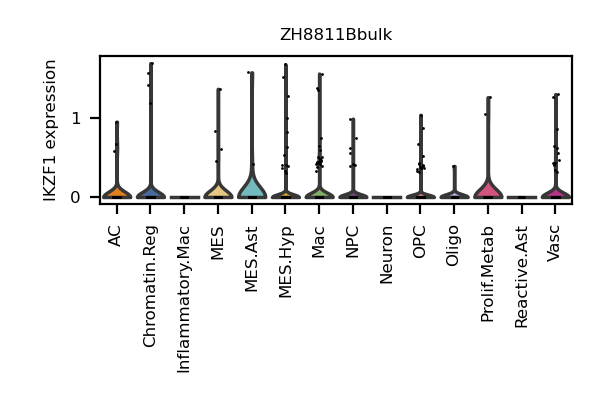 ZH8811Bbulk
IKZF1 expression
1
0
AC
Chromatin.Reg
Inflammatory.Mac
MES
MES.Ast
MES.Hyp
Mac
NPC
Neuron
OPC
Oligo
Prolif.Metab
Reactive.Ast
Vasc